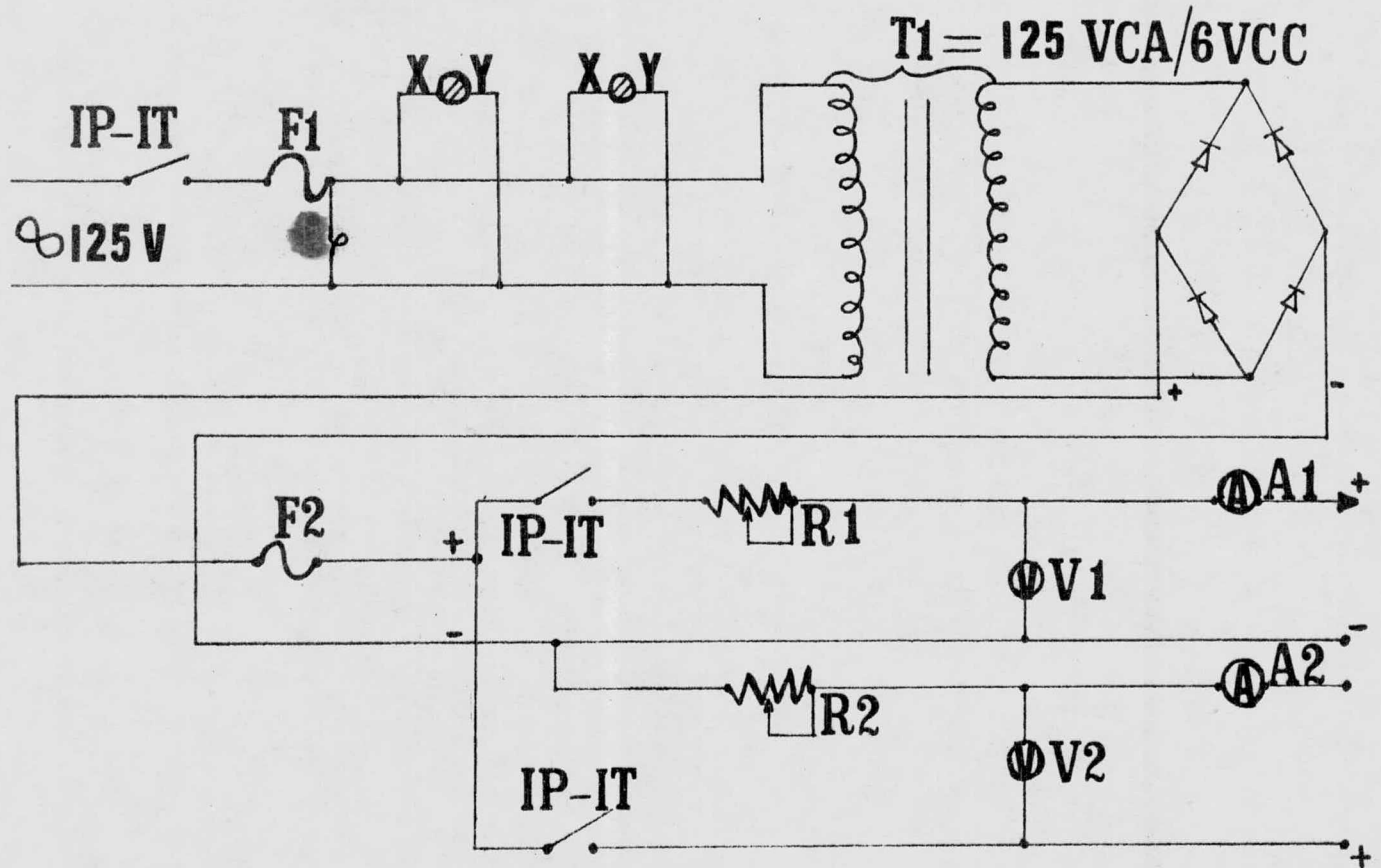 T1= 125 VCA/6VCC
X Y
X Y
IP-IT
F1
125 V
+
-
F2
+
-
IP-IT
R1
A
A1
+
V
V1
-
R2
A
A2
V
V2
IP-IT
+